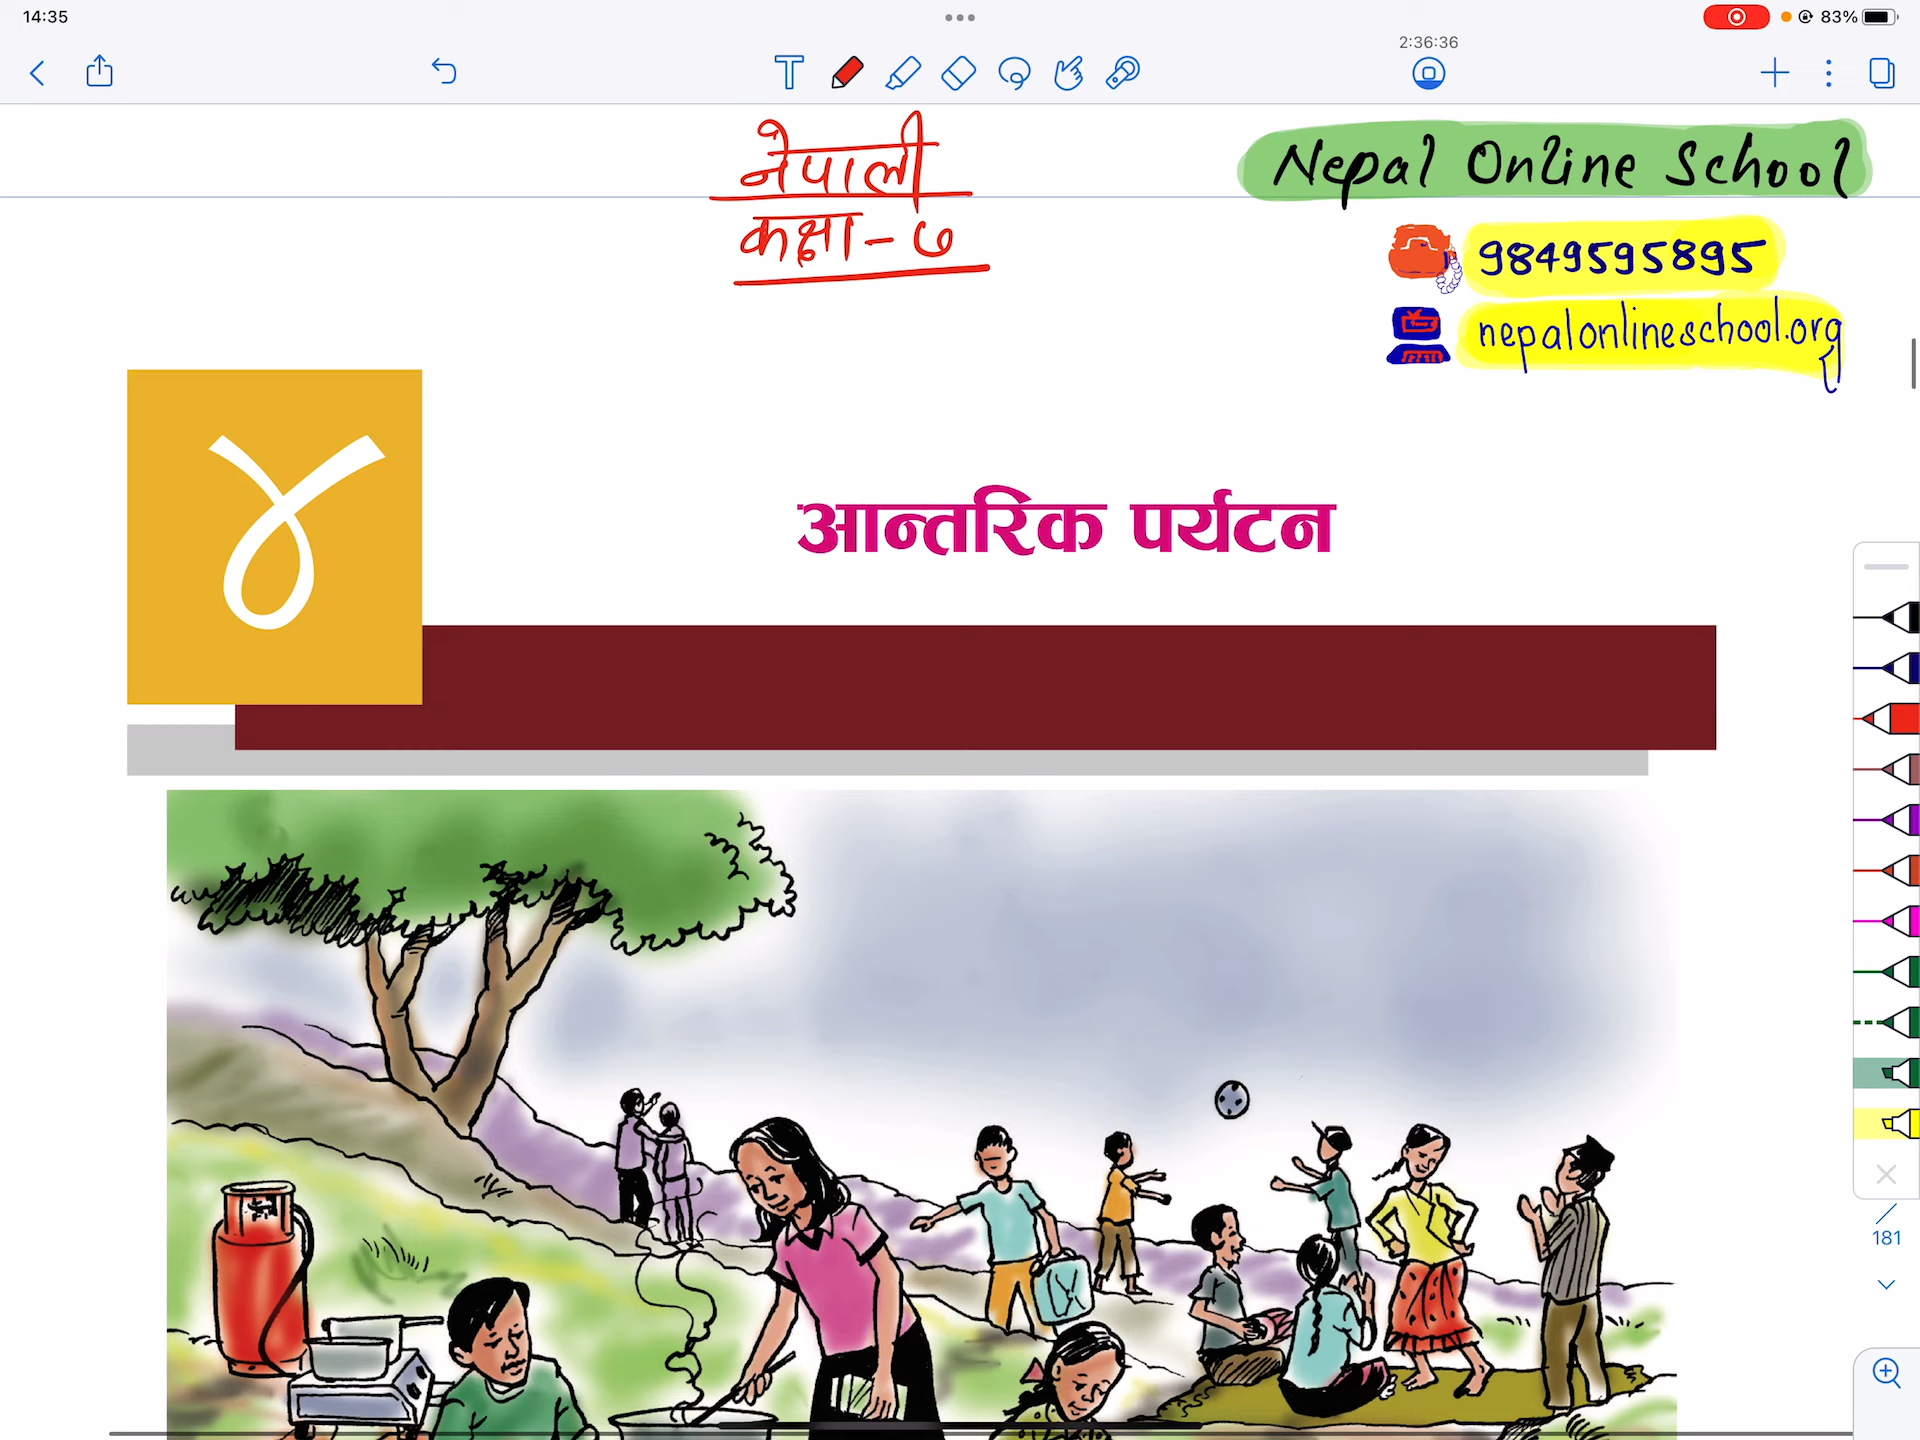 14:35
83%
2:36:36
नेपाली
कक्षा - ७
Nepal Online School
9849595895
nepalonlineschool.org
४
आन्तरिक पर्यटन
181